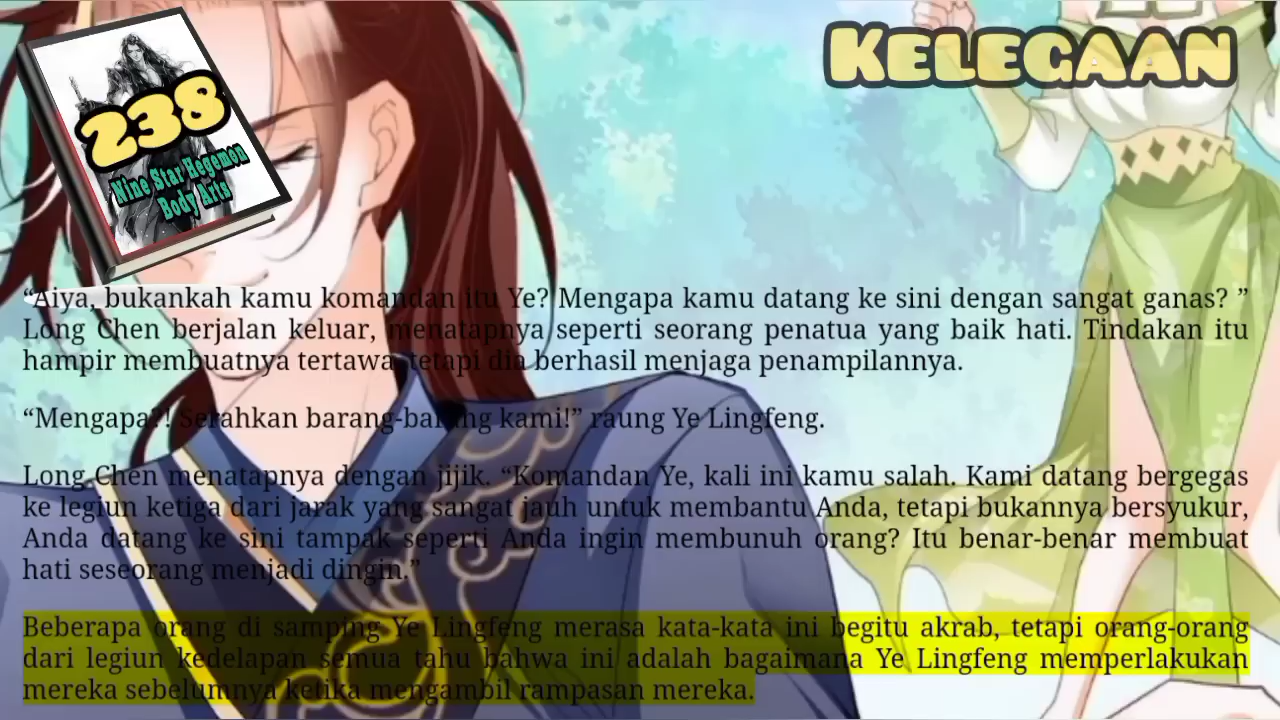 238
Nine Star Hegemon
Body Arts
KELEGAAN
“Aiya, bukankah kamu komandan itu Ye? Mengapa kamu datang ke sini dengan sangat ganas? ”
Long Chen berjalan keluar, menatapnya seperti seorang penatua yang baik hati. Tindakan itu
hampir membuatnya tertawa, tetapi dia berhasil menjaga penampilannya.
“Mengapa?! Serahkan barang-barang kami!” raung Ye Lingfeng.
Long Chen menatapnya dengan jijik. “Komandan Ye, kali ini kamu salah. Kami datang bergegas
ke legiun ketiga dari jarak yang sangat jauh untuk membantu Anda, tetapi bukannya bersyukur,
Anda datang ke sini tampak seperti Anda ingin membunuh orang? Itu benar-benar membuat
hati seseorang menjadi dingin.”
Beberapa orang di samping Ye Lingfeng merasa kata-kata ini begitu akrab, tetapi orang-orang
dari legiun kedelapan semua tahu bahwa ini adalah bagaimana Ye Lingfeng memperlakukan
mereka sebelumnya ketika mengambil rampasan mereka.